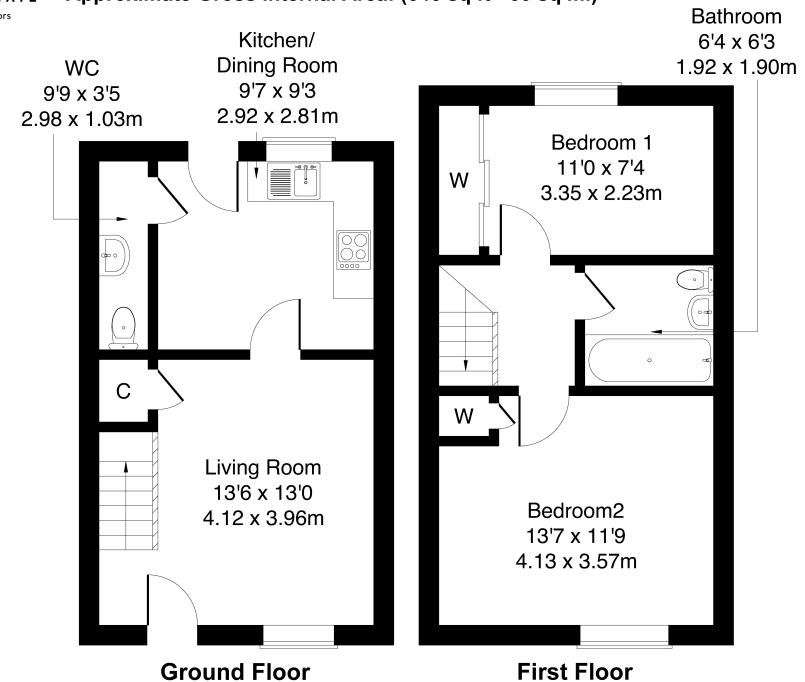 ors
Bathroom
6'4 x 6'3
1.92 x 1.90m
Kitchen/
Dining Room
9'7 x 9'3
2.92 x 2.81m
WC
9'9 x 3'5
2.98 x 1.03m
Bedroom 1
11'0 x 7'4
3.35 x 2.23m
W
C
W
Living Room
13'6 x 13'0
4.12 x 3.96m
Bedroom2
13'7 x 11'9
4.13 x 3.57m
Ground Floor
First Floor